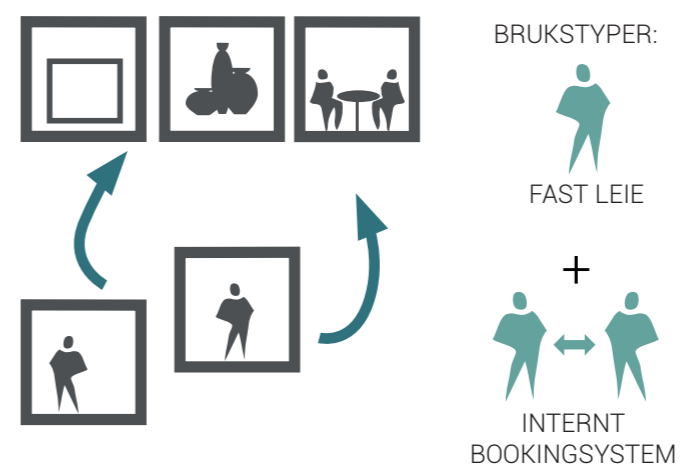 BRUKSTYPER:
FAST LEIE
+
INTERNT
BOOKINGSYSTEM